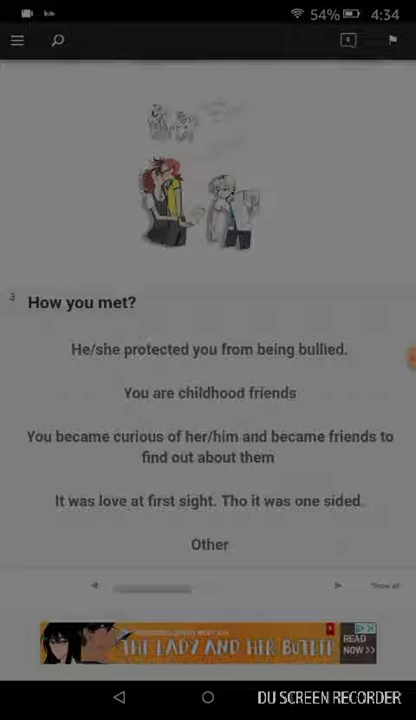 54% 4:34
3 How you met?
He/she protected you from being bullied.
You are childhood friends
You became curious of her/him and became friends to
find out about them
It was love at first sight. Tho it was one sided.
Other
Show all
THE LADY AND HER BUTLER
READ
NOW >>
DU SCREEN RECORDER